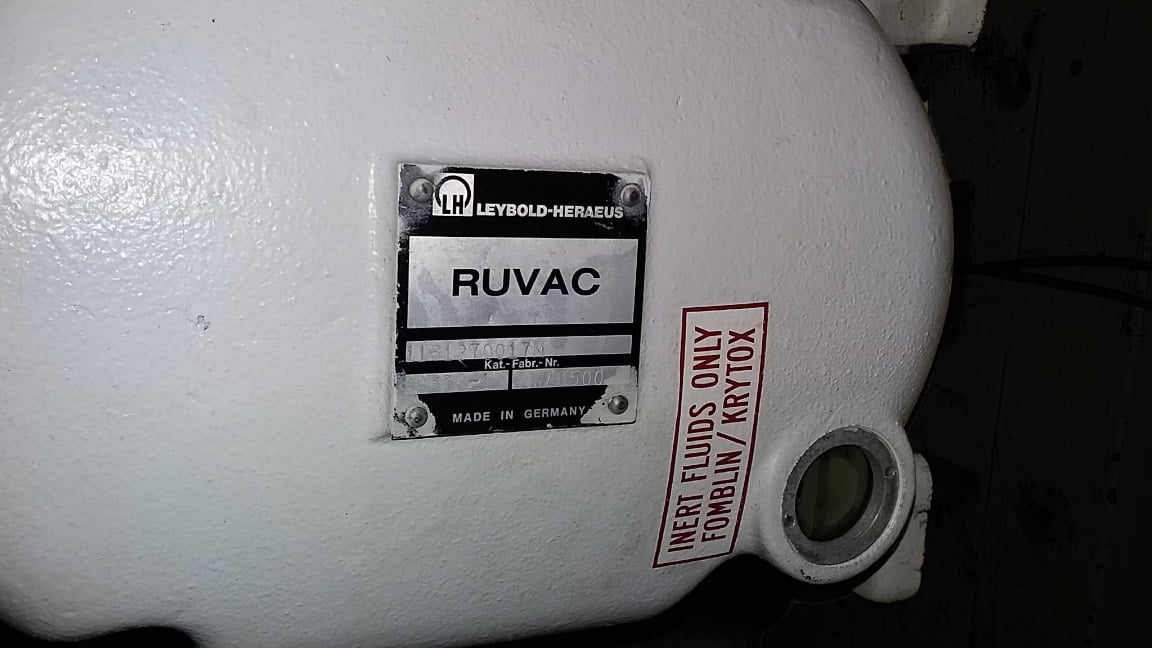 LH LEYBOLD-HERAEUS
RUVAC
Kat.-Fabr.-Nr.
MADE IN GERMANY
INERT FLUIDS ONLY
FOMBLIN / KRYTOX